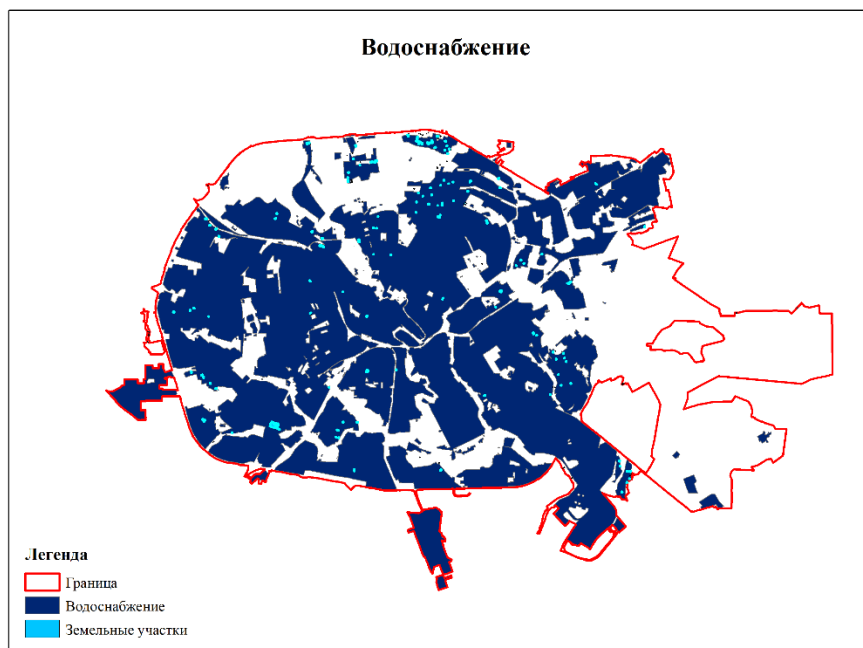 Водоснабжение
Легенда
Граница
Водоснабжение
Земельные участки